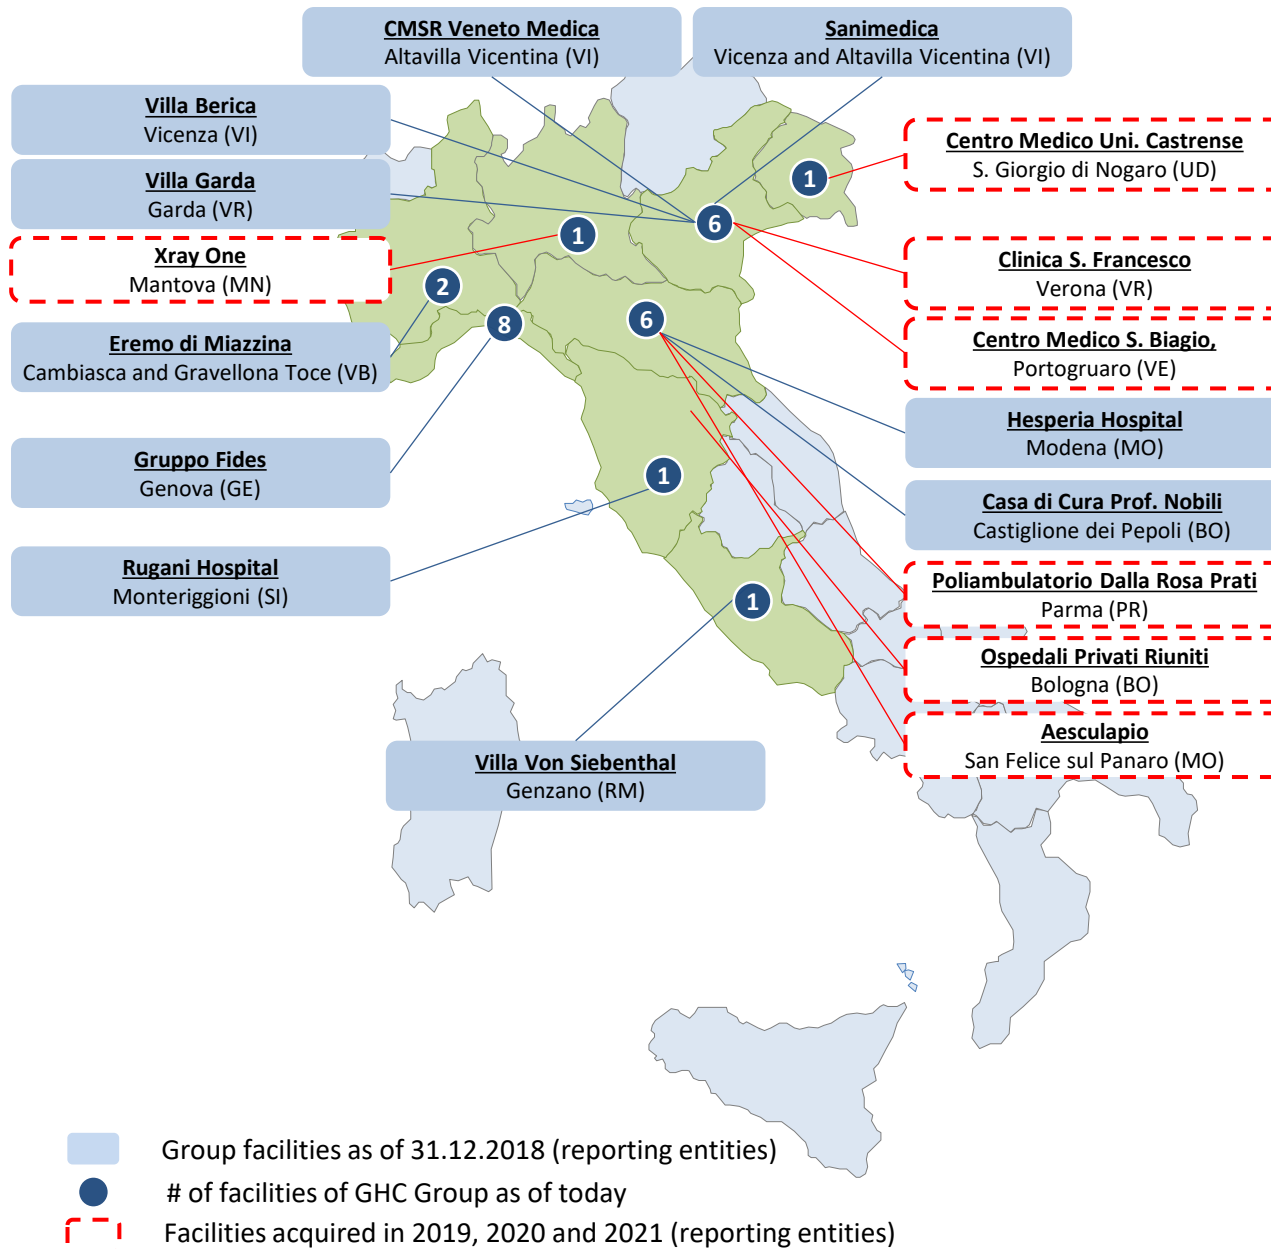 CMSR Veneto Medica
Altavilla Vicentina (VI)
Sanimedica
Vicenza and Altavilla Vicentina (VI)
Villa Berica
Vicenza (VI)
Villa Garda
Garda (VR)
Xray One
Mantova (MN)
Eremo di Miazzina
Cambiasca and Gravellona Toce (VB)
Gruppo Fides
Genova (GE)
Rugani Hospital
Monteriggioni (SI)
Villa Von Siebenthal
Genzano (RM)
1
6
1
2
8
6
1
1
Centro Medico Uni. Castrense
S. Giorgio di Nogaro (UD)
Clinica S. Francesco
Verona (VR)
Centro Medico S. Biagio,
Portogruaro (VE)
Hesperia Hospital
Modena (MO)
Casa di Cura Prof. Nobili
Castiglione dei Pepoli (BO)
Poliambulatorio Dalla Rosa Prati
Parma (PR)
Ospedali Privati Riuniti
Bologna (BO)
Aesculapio
San Felice sul Panaro (MO)
Group facilities as of 31.12.2018 (reporting entities)
# of facilities of GHC Group as of today
Facilities acquired in 2019, 2020 and 2021 (reporting entities)